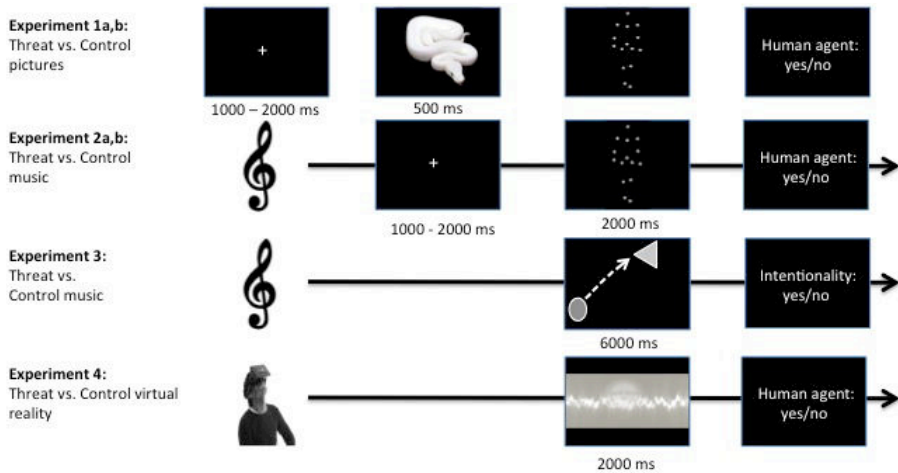 Experiment 1a,b:
Threat vs. Control
pictures
+
Human agent:
yes/no
1000 – 2000 ms
500 ms
Experiment 2a,b:
Threat vs. Control
music
+
Human agent:
yes/no
1000 - 2000 ms
2000 ms
Experiment 3:
Threat vs.
Control music
Intentionality:
yes/no
6000 ms
Experiment 4:
Threat vs. Control virtual
reality
Human agent:
yes/no
2000 ms